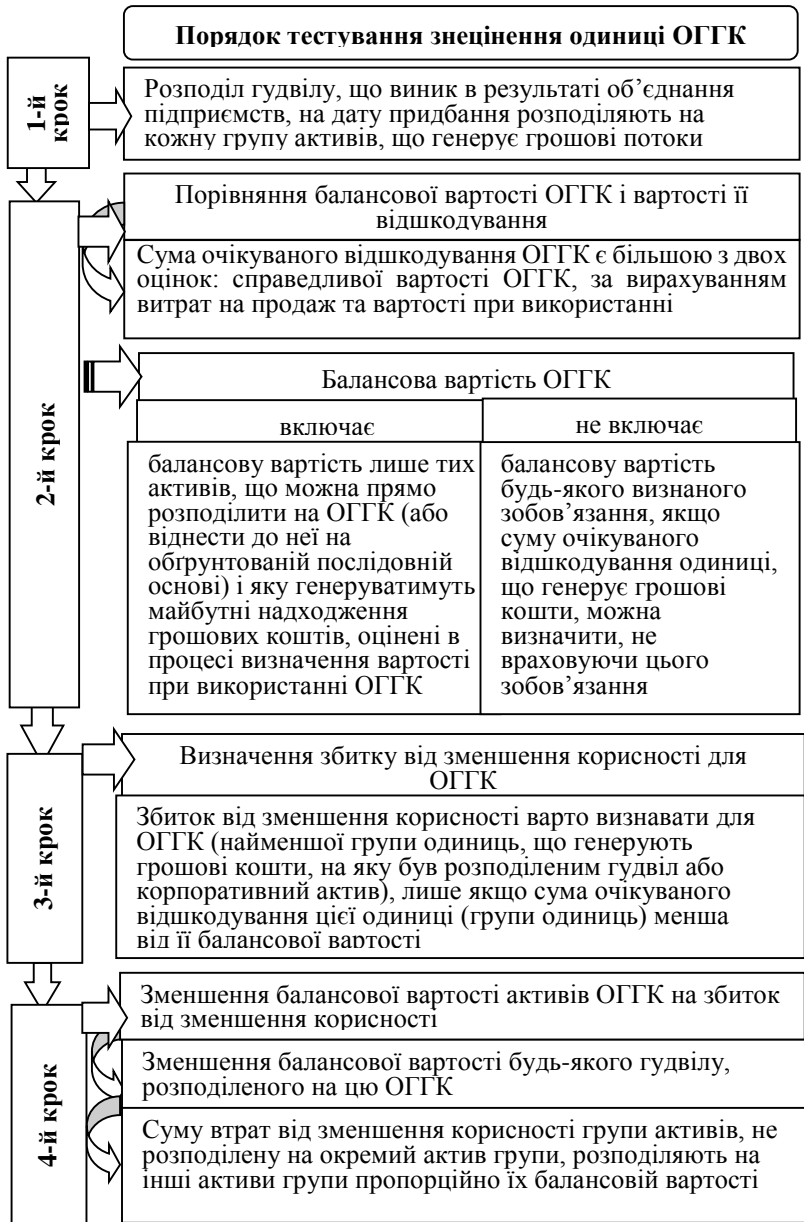 Порядок тестування знецінення одиниці ОГГК
1-й
крок
Розподіл гудвілу, що виник в результаті об’єднання
підприємств, на дату придбання розподіляють на
кожну групу активів, що генерує грошові потоки
2-й крок
Порівняння балансової вартості ОГГК і вартості її
відшкодування
Сума очікуваного відшкодування ОГГК є більшою з двох
оцінок: справедливої вартості ОГГК, за вирахуванням
витрат на продаж та вартості при використанні
Балансова вартість ОГГК
включає
балансову вартість лише тих
активів, що можна прямо
розподілити на ОГГК (або
віднести до неї на
обґрунтованій послідовній
основі) і яку генеруватимуть
майбутні надходження
грошових коштів, оцінені в
процесі визначення вартості
при використанні ОГГК
не включає
балансову вартість
будь-якого визнаного
зобов’язання, якщо
суму очікуваного
відшкодування одиниці,
що генерує грошові
кошти, можна
визначити, не
враховуючи цього
зобов’язання
3-й крок
Визначення збитку від зменшення корисності для
ОГГК
Збиток від зменшення корисності варто визнавати для
ОГГК (найменшої групи одиниць, що генерують
грошові кошти, на яку був розподіленим гудвіл або
корпоративний актив), лише якщо сума очікуваного
відшкодування цієї одиниці (групи одиниць) менша
від її балансової вартості
4-й крок
Зменшення балансової вартості активів ОГГК на збиток
від зменшення корисності
Зменшення балансової вартості будь-якого гудвілу,
розподіленого на цю ОГГК
Суму втрат від зменшення корисності групи активів, не
розподілену на окремий актив групи, розподіляють на
інші активи групи пропорційно їх балансовій вартості